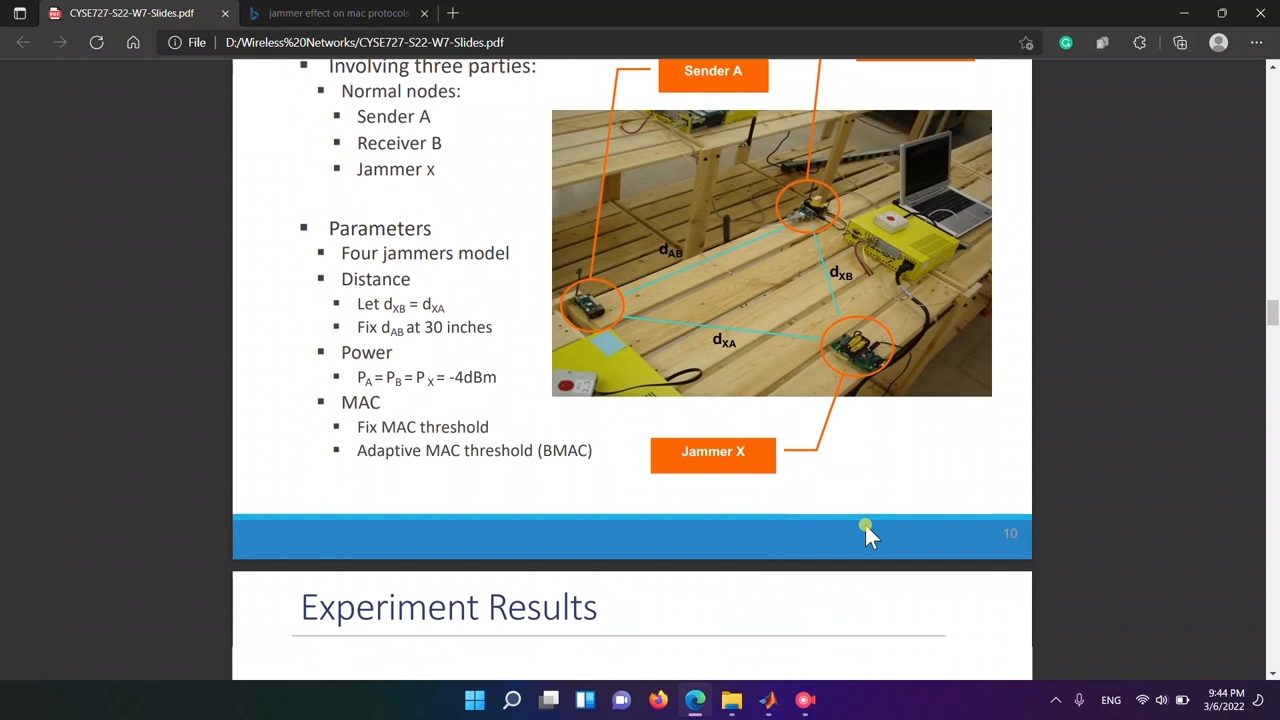 CYSE727-S22-W7-Slides.pdf
jammer effect on mac protocols
File
D:/Wireless%20Networks/CYSE727-S22-W7-Slides.pdf
Involving three parties:
Normal nodes:
Sender A
Receiver B
Jammer X
Parameters
Four jammers model
Distance
Let dXB = dXA
Fix dAB at 30 inches
Power
PA = PB = P X = -4dBm
MAC
Fix MAC threshold
Adaptive MAC threshold (BMAC)
Sender A
dAB
dXB
dXA
Jammer X
10
Experiment Results
ENG
9:44 PM
3/6/2022